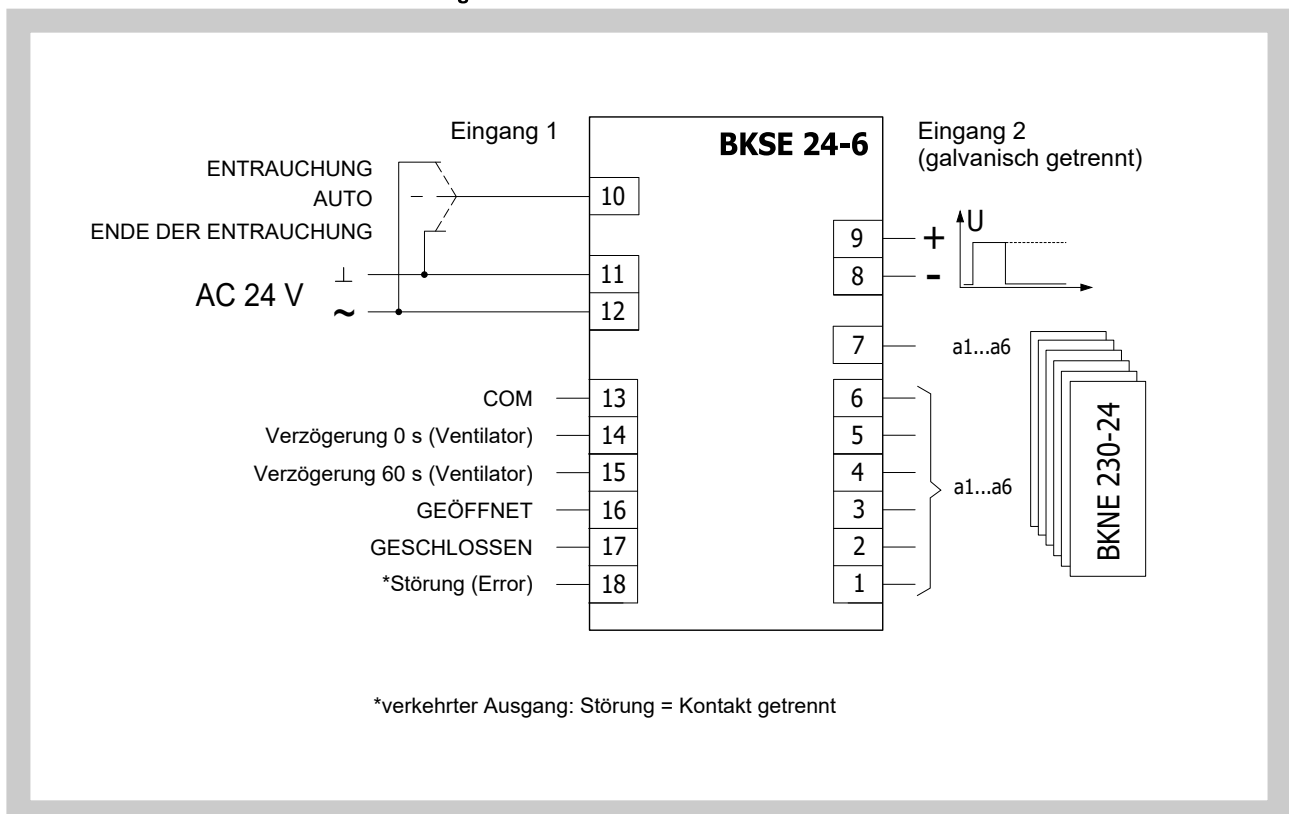 Eingang 1
BKSE 24-6
Eingang 2
(galvanisch getrennt)
ENTRAUCHUNG
AUTO
ENDE DER ENTRAUCHUNG
AC 24 V
⊥
~
10
11
12
9
+
8
-
U
7
a1...a6
COM
13
Verzögerung 0 s (Ventilator)
14
Verzögerung 60 s (Ventilator)
15
GEÖFFNET
16
GESCHLOSSEN
17
*Störung (Error)
18
6
5
4
3
2
1
a1...a6
BKNE 230-24
*verkehrter Ausgang: Störung = Kontakt getrennt